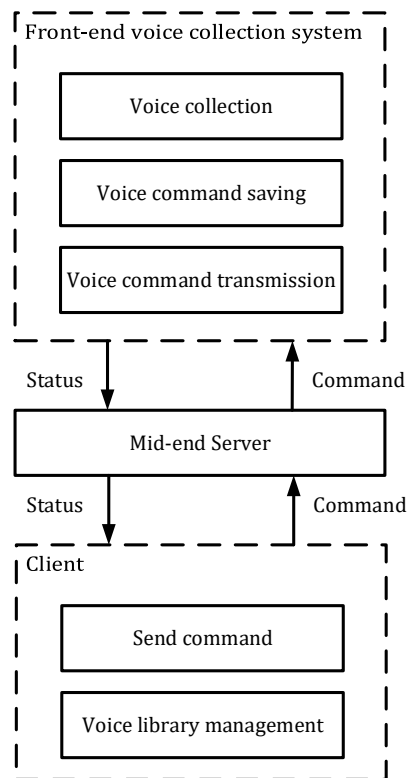 Front-end voice collection system
Voice collection
Voice command saving
Voice command transmission
Status
Command
Mid-end Server
Status
Command
Client
Send command
Voice library management